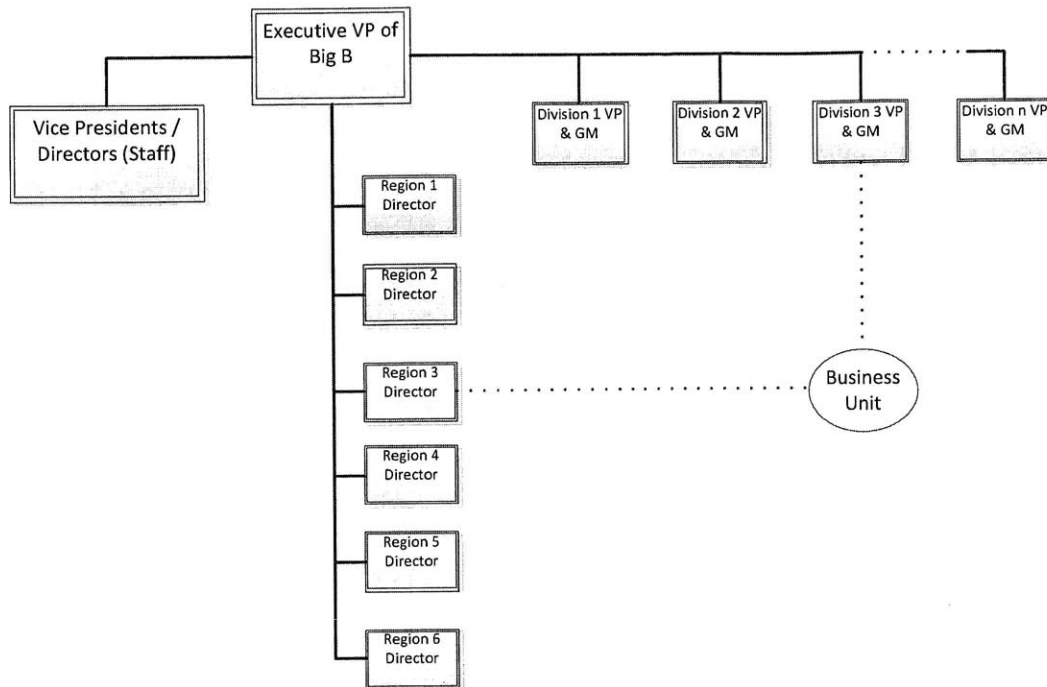 Executive VP of
Big B
Vice Presidents /
Directors (Staff)
Division 1 VP
& GM
Division 2 VP
& GM
Division 3 VP
& GM
Division n VP
& GM
Region 1
Director
Region 2
Director
Region 3
Director
Business
Unit
Region 4
Director
Region 5
Director
Region 6
Director